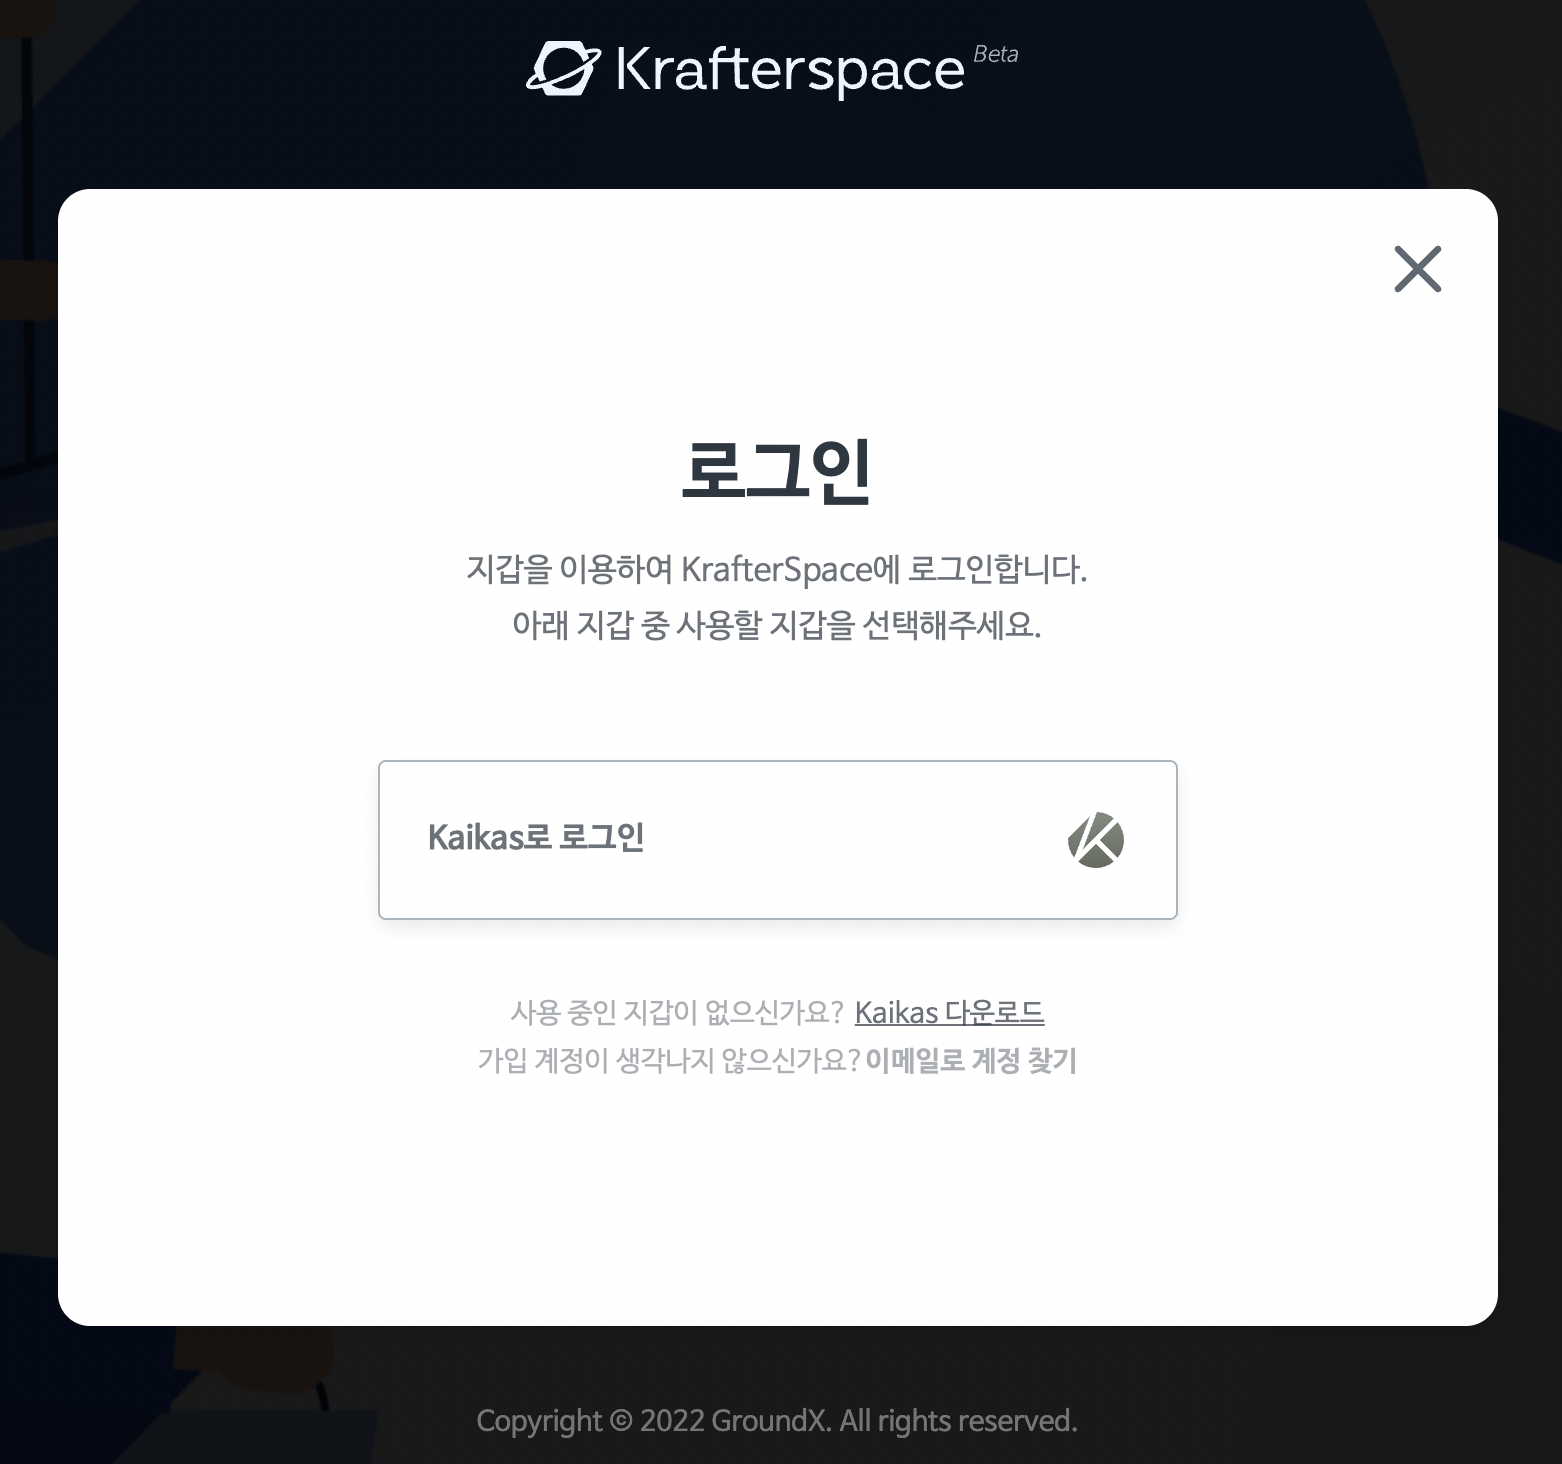 Krafterspace Beta
로그인
지갑을 이용하여 KrafterSpace에 로그인합니다.
아래 지갑 중 사용할 지갑을 선택해주세요.
Kaikas로 로그인
사용 중인 지갑이 없으신가요? Kaikas 다운로드
가입 계정이 생각나지 않으신가요? 이메일로 계정 찾기
Copyright © 2022 GroundX. All rights reserved.